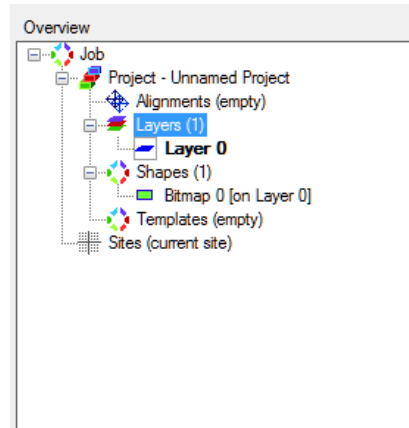 Overview
Job
Project - Unnamed Project
Alignments (empty)
Layers (1)
Layer 0
Shapes (1)
Bitmap 0 [on Layer 0]
Templates (empty)
Sites (current site)